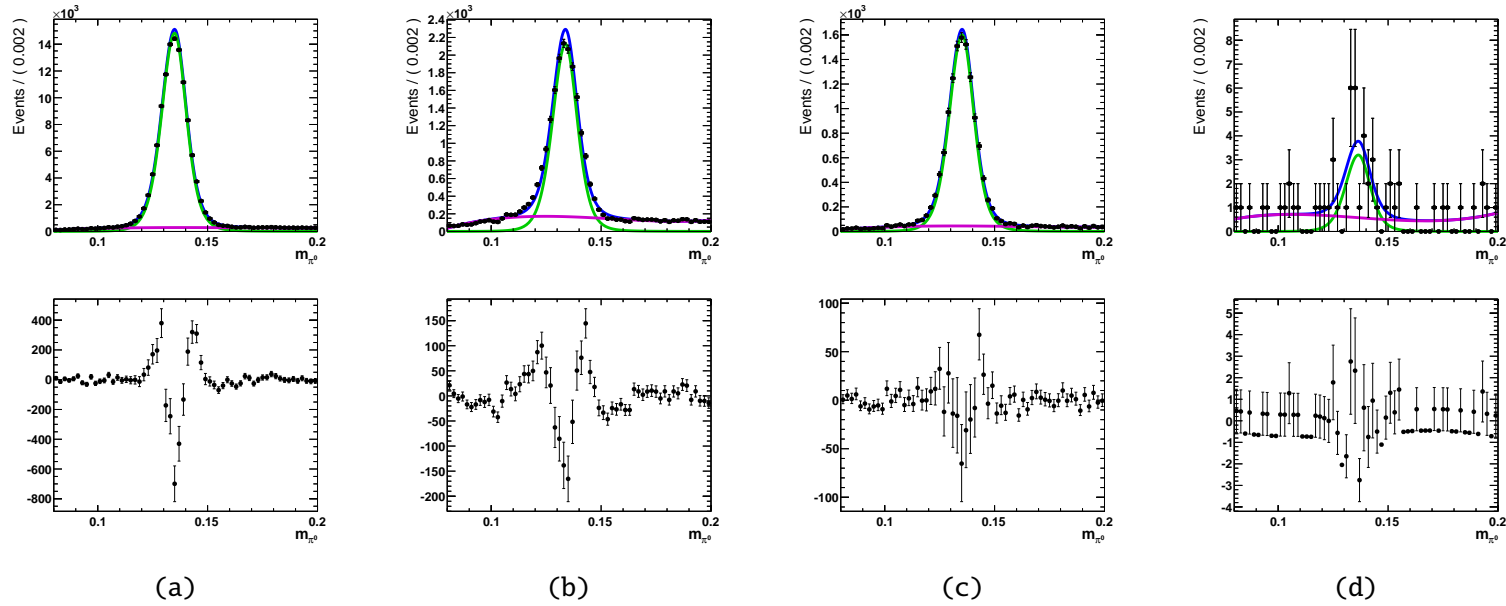 ×10³ ×10³ ×10³
Events / ( 0.002 ) Events / ( 0.002 ) Events / ( 0.002 ) Events / ( 0.002 )
14 2.4 1.6 8
12 2.2 1.4 7
10 2 1.2 6
8 1.8 1 5
6 1.6 0.8 4
4 1.4 0.6 3
2 1.2 0.4 2
0 1 0.2 1
0.8 0 0
0.6
0.4
0.2
0
0.1 0.15 0.2 0.1 0.15 0.2 0.1 0.15 0.2 0.1 0.15 0.2
m_π⁰ m_π⁰ m_π⁰ m_π⁰
400 150 100 5
200 100 50 4
0 50 0 3
-200 0 -50 2
-400 -50 -100 1
-600 -100 0
-800 -150 -1
-200 -2
-3
-4
0.1 0.15 0.2 0.1 0.15 0.2 0.1 0.15 0.2 0.1 0.15 0.2
m_π⁰ m_π⁰ m_π⁰ m_π⁰
(a) (b) (c) (d)